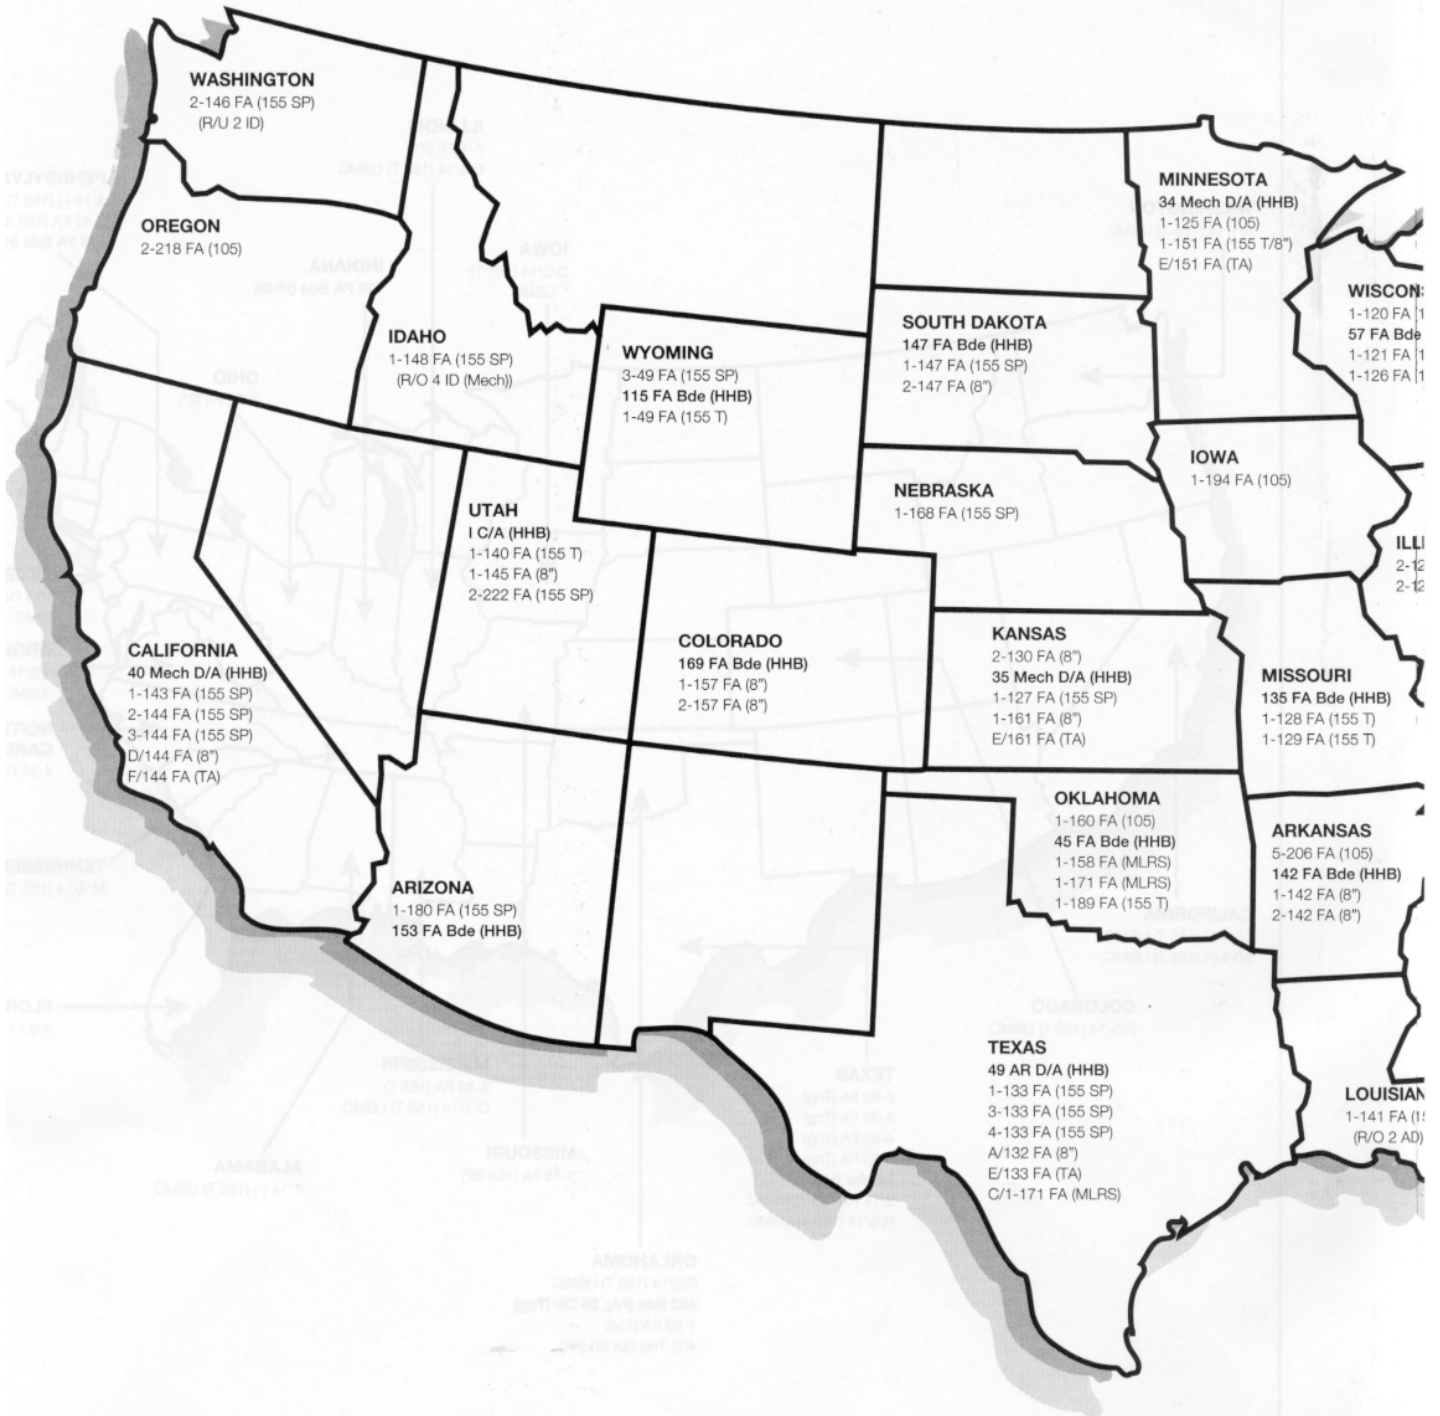 WASHINGTON
2-146 FA (155 SP)
(R/U 2 ID)
OREGON
2-218 FA (105)
IDAHO
1-148 FA (155 SP)
(R/O 4 ID (Mech))
WYOMING
3-49 FA (155 SP)
115 FA Bde (HHB)
1-49 FA (155 T)
SOUTH DAKOTA
147 FA Bde (HHB)
1-147 FA (155 SP)
2-147 FA (8")
MINNESOTA
34 Mech D/A (HHB)
1-125 FA (105)
1-151 FA (155 T/8")
E/151 FA (TA)
WISCONS
1-120 FA
57 FA Bde
1-121 FA
1-126 FA
IOWA
1-194 FA (105)
NEBRASKA
1-168 FA (155 SP)
UTAH
I C/A (HHB)
1-140 FA (155 T)
1-145 FA (8")
2-222 FA (155 SP)
ILLI
2-12
2-12
CALIFORNIA
40 Mech D/A (HHB)
1-143 FA (155 SP)
2-144 FA (155 SP)
3-144 FA (155 SP)
D/144 FA (8")
F/144 FA (TA)
COLORADO
169 FA Bde (HHB)
1-157 FA (8")
2-157 FA (8")
KANSAS
2-130 FA (8")
35 Mech D/A (HHB)
1-127 FA (155 SP)
1-161 FA (8")
E/161 FA (TA)
MISSOURI
135 FA Bde (HHB)
1-128 FA (155 T)
1-129 FA (155 T)
OKLAHOMA
1-160 FA (105)
45 FA Bde (HHB)
1-158 FA (MLRS)
1-171 FA (MLRS)
1-189 FA (155 T)
ARKANSAS
5-206 FA (105)
142 FA Bde (HHB)
1-142 FA (8")
2-142 FA (8")
ARIZONA
1-180 FA (155 SP)
153 FA Bde (HHB)
TEXAS
49 AR D/A (HHB)
1-133 FA (155 SP)
3-133 FA (155 SP)
4-133 FA (155 SP)
A/132 FA (8")
E/133 FA (TA)
C/1-171 FA (MLRS)
LOUISIAN
1-141 FA (15
(R/O 2 AD)